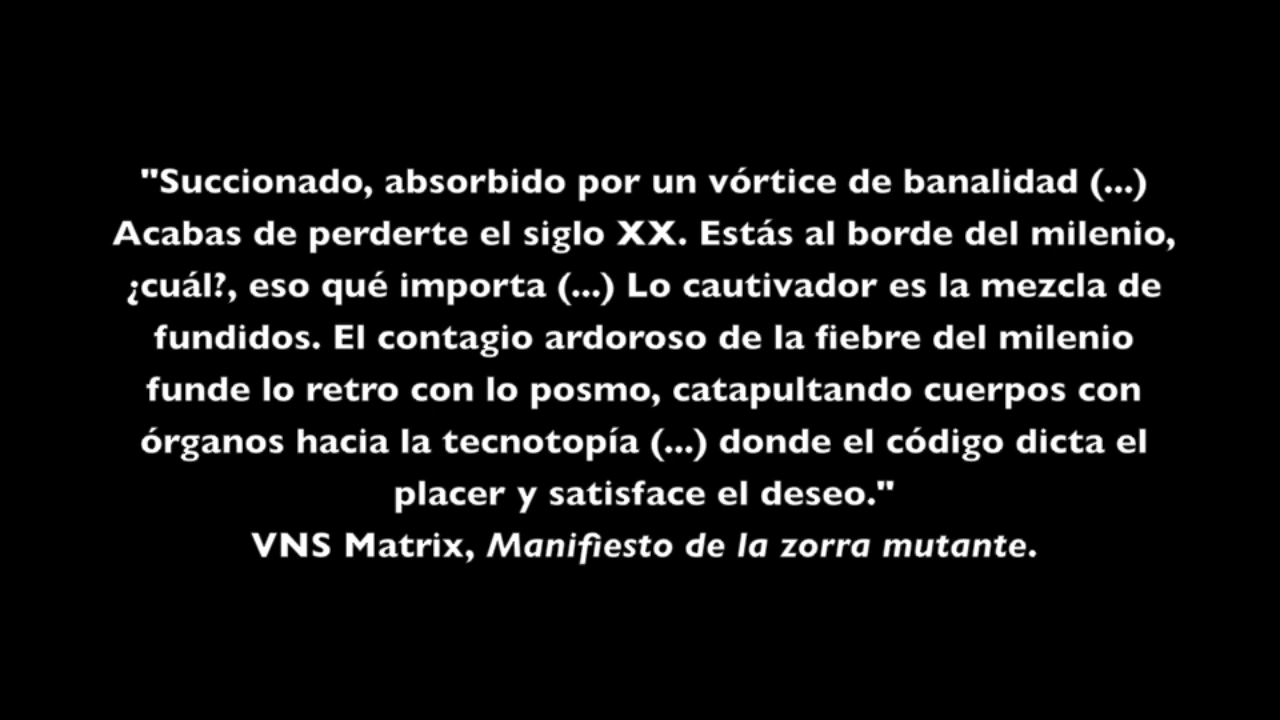 "Succionado, absorbido por un vórtice de banalidad (...)
Acabas de perderte el siglo XX. Estás al borde del milenio,
¿cuál?, eso qué importa (...) Lo cautivador es la mezcla de
fundidos. El contagio ardoroso de la fiebre del milenio
funde lo retro con lo posmo, catapultando cuerpos con
órganos hacia la tecnotopía (...) donde el código dicta el
placer y satisface el deseo."
VNS Matrix, Manifiesto de la zorra mutante.